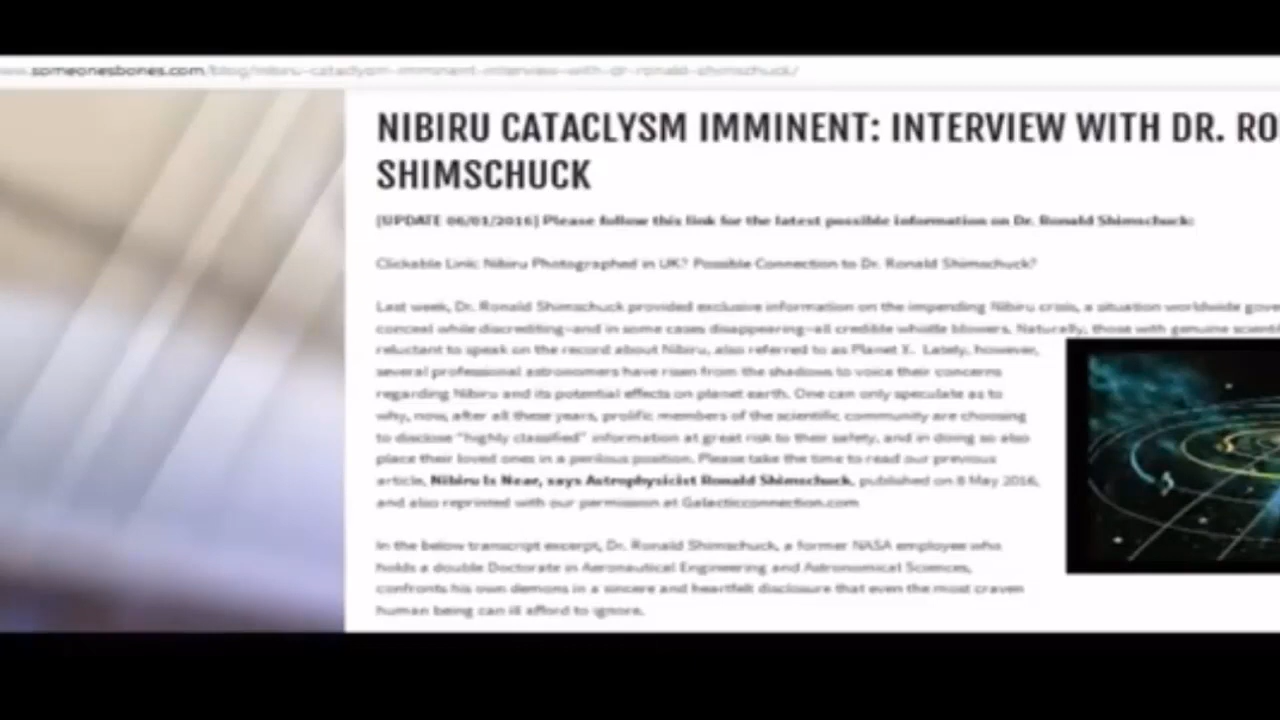 www.someonesbones.com/blog/nibiru-cataclysm-imminent-interview-with-dr-ronald-shimschuck/
NIBIRU CATACLYSM IMMINENT: INTERVIEW WITH DR. RO
SHIMSCHUCK
[UPDATE 06/01/2016] Please follow this link for the latest possible information on Dr. Ronald Shimschuck:
Clickable Link: Nibiru Photographed in UK? Possible Connection to Dr. Ronald Shimschuck?
Last week, Dr. Ronald Shimschuck provided exclusive information on the impending Nibiru crisis, a situation worldwide gove
conceal while discrediting–and in some cases disappearing–all credible whistle blowers. Naturally, those with genuine scienti
reluctant to speak on the record about Nibiru, also referred to as Planet X. Lately, however,
several professional astronomers have risen from the shadows to voice their concerns
regarding Nibiru and its potential effects on planet earth. One can only speculate as to
why, now, after all these years, prolific members of the scientific community are choosing
to disclose "highly classified" information at great risk to their safety, and in doing so also
place their loved ones in a perilous position. Please take the time to read our previous
article, Nibiru Is Near, says Astrophysicist Ronald Shimschuck, published on 8 May 2016,
and also reprinted with our permission at Galacticconnection.com
In the below transcript excerpt, Dr. Ronald Shimschuck, a former NASA employee who
holds a double Doctorate in Aeronautical Engineering and Astronomical Sciences,
confronts his own demons in a sincere and heartfelt disclosure that even the most craven
human being can ill afford to ignore.